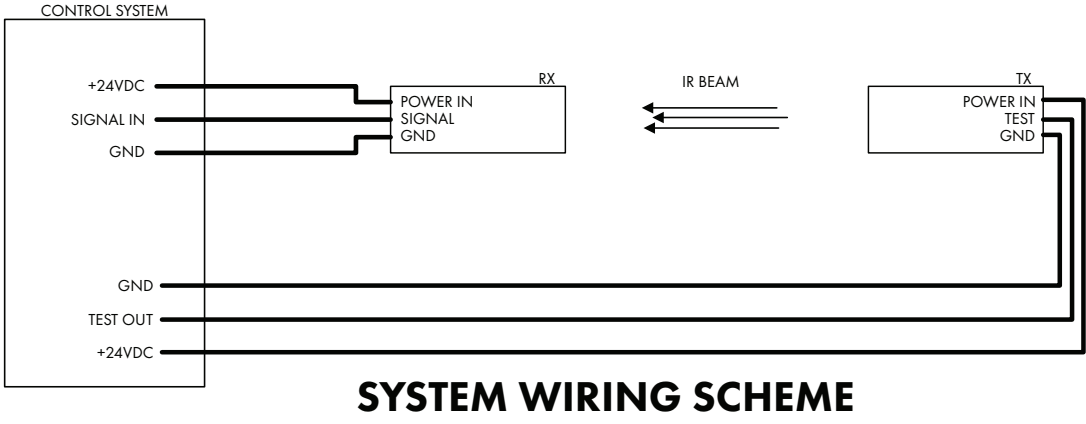 CONTROL SYSTEM
+24VDC
SIGNAL IN
GND
GND
TEST OUT
+24VDC
RX
POWER IN
SIGNAL
GND
IR BEAM
TX
POWER IN
TEST
GND
SYSTEM WIRING SCHEME